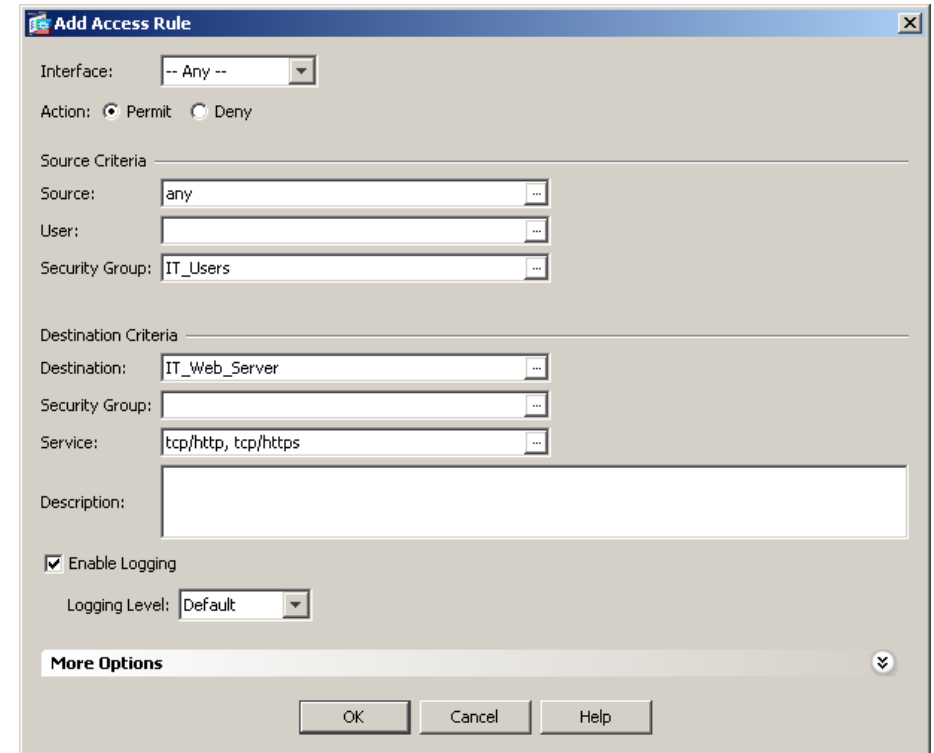 Add Access Rule
Interface: -- Any --
Action: Permit Deny
Source Criteria
Source: any ...
User: ...
Security Group: IT_Users ...
Destination Criteria
Destination: IT_Web_Server ...
Security Group: ...
Service: tcp/http, tcp/https ...
Description:
Enable Logging
Logging Level: Default
More Options
OK Cancel Help